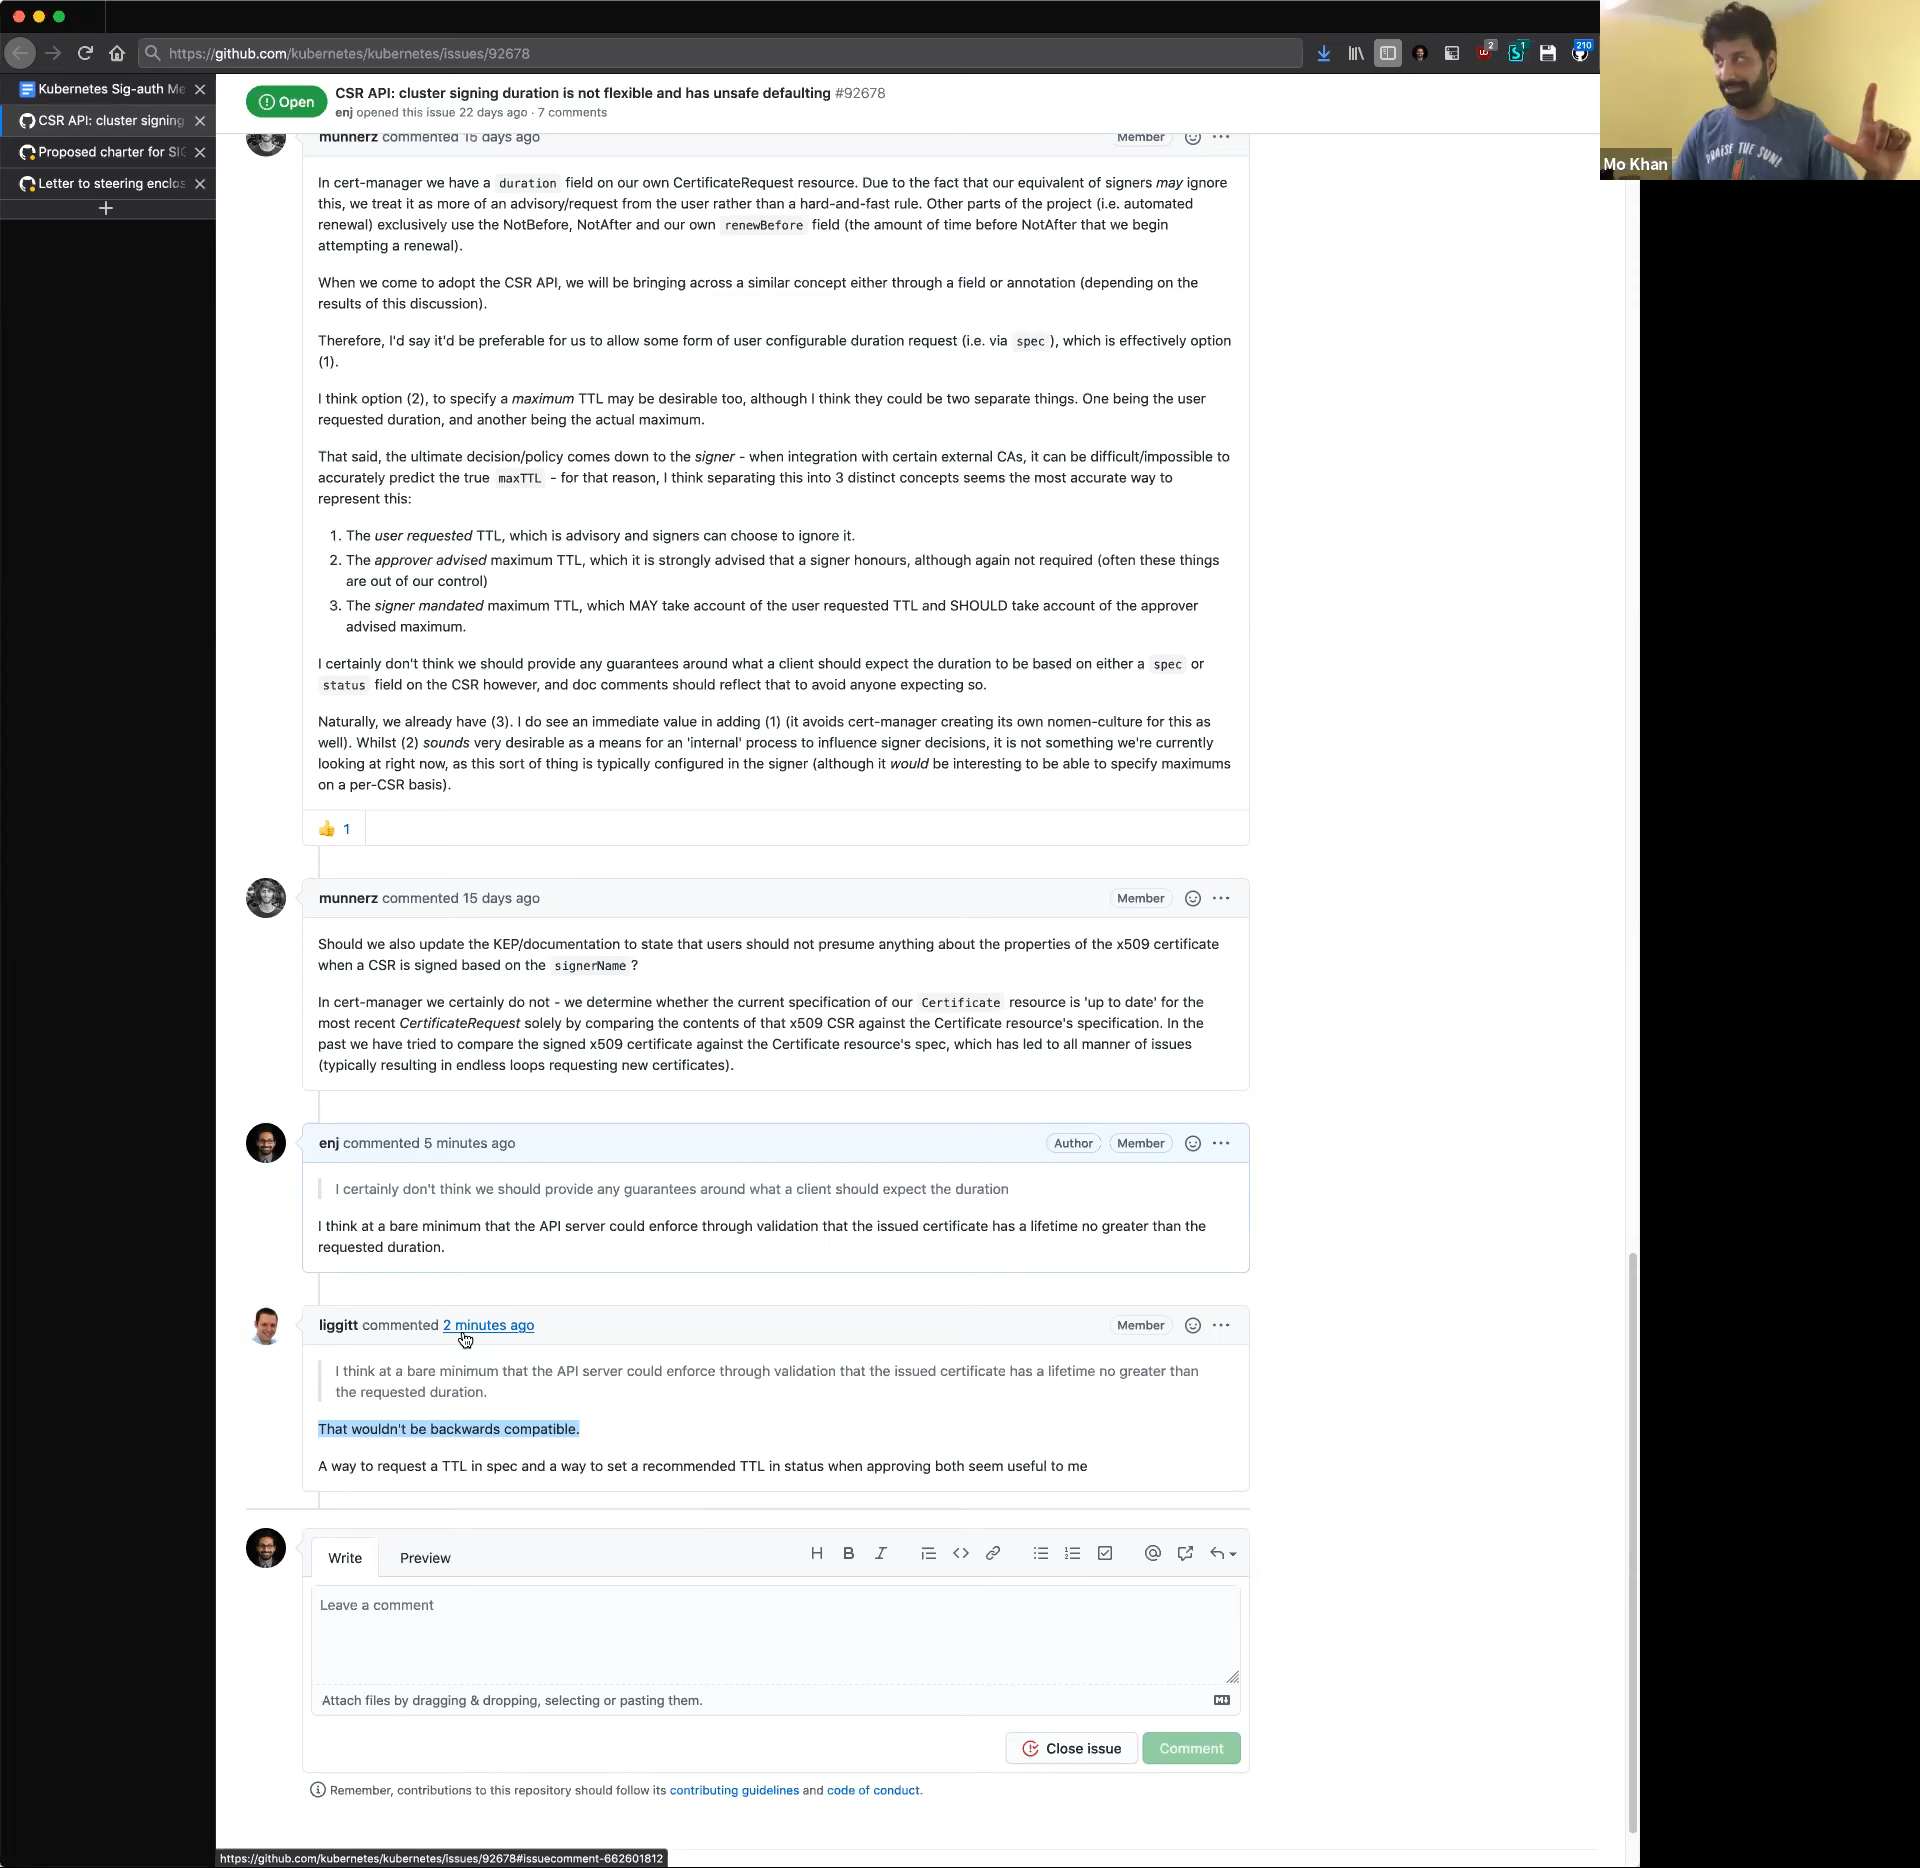 https://github.com/kubernetes/kubernetes/issues/92678
2
1
210
Kubernetes Sig-auth Me
CSR API: cluster signing
Proposed charter for SIG
Letter to steering enclos
Open
CSR API: cluster signing duration is not flexible and has unsafe defaulting #92678
enj opened this issue 22 days ago · 7 comments
Mo Khan
PRAISE THE SUN!
munnerz commented 15 days ago
Member
In cert-manager we have a duration field on our own CertificateRequest resource. Due to the fact that our equivalent of signers may ignore
this, we treat it as more of an advisory/request from the user rather than a hard-and-fast rule. Other parts of the project (i.e. automated
renewal) exclusively use the NotBefore, NotAfter and our own renewBefore field (the amount of time before NotAfter that we begin
attempting a renewal).
When we come to adopt the CSR API, we will be bringing across a similar concept either through a field or annotation (depending on the
results of this discussion).
Therefore, I'd say it'd be preferable for us to allow some form of user configurable duration request (i.e. via spec ), which is effectively option
(1).
I think option (2), to specify a maximum TTL may be desirable too, although I think they could be two separate things. One being the user
requested duration, and another being the actual maximum.
That said, the ultimate decision/policy comes down to the signer - when integration with certain external CAs, it can be difficult/impossible to
accurately predict the true maxTTL - for that reason, I think separating this into 3 distinct concepts seems the most accurate way to
represent this:
1. The user requested TTL, which is advisory and signers can choose to ignore it.
2. The approver advised maximum TTL, which it is strongly advised that a signer honours, although again not required (often these things
are out of our control)
3. The signer mandated maximum TTL, which MAY take account of the user requested TTL and SHOULD take account of the approver
advised maximum.
I certainly don't think we should provide any guarantees around what a client should expect the duration to be based on either a spec or
status field on the CSR however, and doc comments should reflect that to avoid anyone expecting so.
Naturally, we already have (3). I do see an immediate value in adding (1) (it avoids cert-manager creating its own nomen-culture for this as
well). Whilst (2) sounds very desirable as a means for an 'internal' process to influence signer decisions, it is not something we're currently
looking at right now, as this sort of thing is typically configured in the signer (although it would be interesting to be able to specify maximums
on a per-CSR basis).
1
munnerz commented 15 days ago
Member
Should we also update the KEP/documentation to state that users should not presume anything about the properties of the x509 certificate
when a CSR is signed based on the signerName ?
In cert-manager we certainly do not - we determine whether the current specification of our Certificate resource is 'up to date' for the
most recent CertificateRequest solely by comparing the contents of that x509 CSR against the Certificate resource's specification. In the
past we have tried to compare the signed x509 certificate against the Certificate resource's spec, which has led to all manner of issues
(typically resulting in endless loops requesting new certificates).
enj commented 5 minutes ago
Author
Member
I certainly don't think we should provide any guarantees around what a client should expect the duration
I think at a bare minimum that the API server could enforce through validation that the issued certificate has a lifetime no greater than the
requested duration.
liggitt commented 2 minutes ago
Member
I think at a bare minimum that the API server could enforce through validation that the issued certificate has a lifetime no greater than
the requested duration.
That wouldn't be backwards compatible.
A way to request a TTL in spec and a way to set a recommended TTL in status when approving both seem useful to me
Write
Preview
Leave a comment
Attach files by dragging & dropping, selecting or pasting them.
Close issue
Comment
Remember, contributions to this repository should follow its contributing guidelines and code of conduct.
https://github.com/kubernetes/kubernetes/issues/92678#issuecomment-662601812